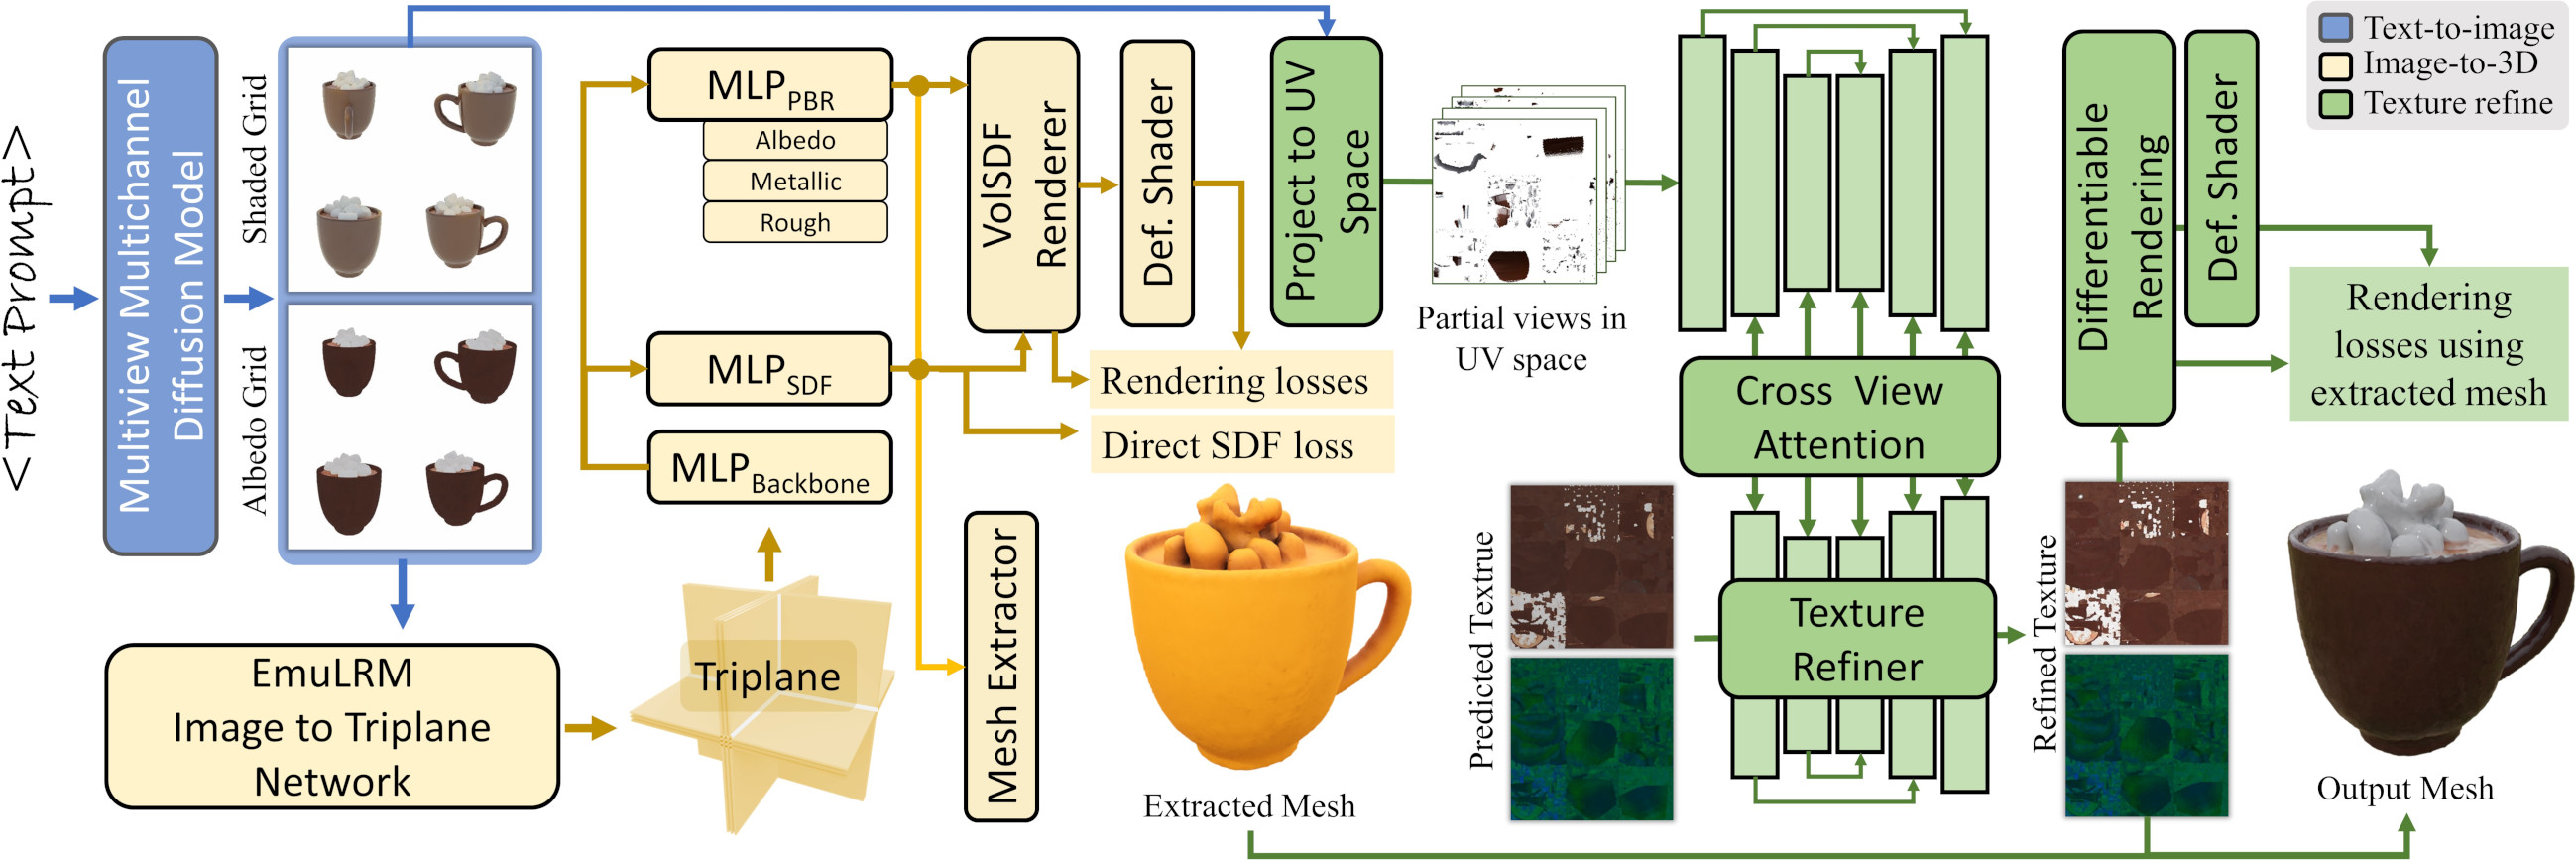 <Text Prompt>
Multiview Multichannel
Diffusion Model
Shaded Grid
Albedo Grid
EmuLRM
Image to Triplane
Network
Triplane
MLP PBR
Albedo
Metallic
Rough
MLP SDF
MLP Backbone
VolSDF
Renderer
Def. Shader
Rendering losses
Direct SDF loss
Mesh Extractor
Extracted Mesh
Project to UV
Space
Partial views in
UV space
Cross View
Attention
Predicted Textrue
Texture
Refiner
Refined Texture
Differentiable
Rendering
Def. Shader
Text-to-image
Image-to-3D
Texture refine
Rendering
losses using
extracted mesh
Output Mesh